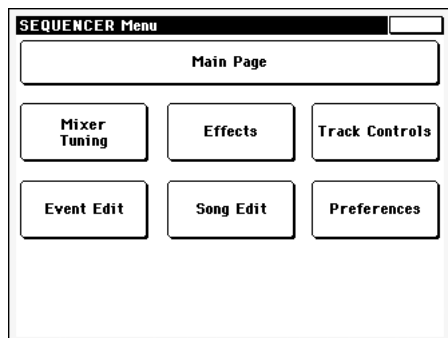 SEQUENCER Menu
Main Page
Mixer
Tuning
Effects
Track Controls
Event Edit
Song Edit
Preferences